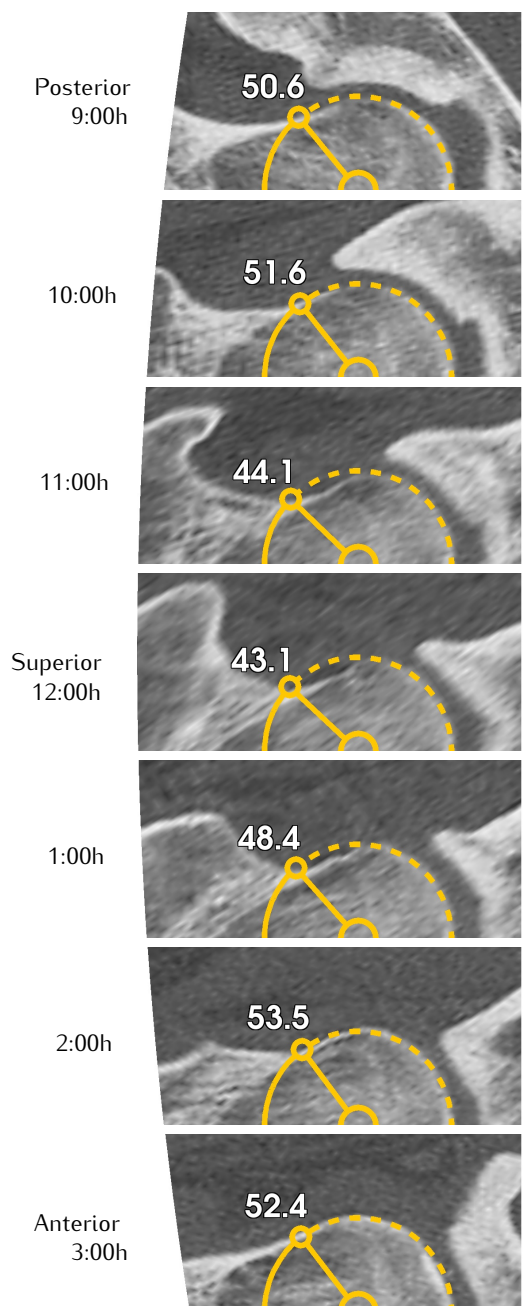 Posterior
9:00h
50.6
10:00h
51.6
11:00h
44.1
Superior
12:00h
43.1
1:00h
48.4
2:00h
53.5
Anterior
3:00h
52.4